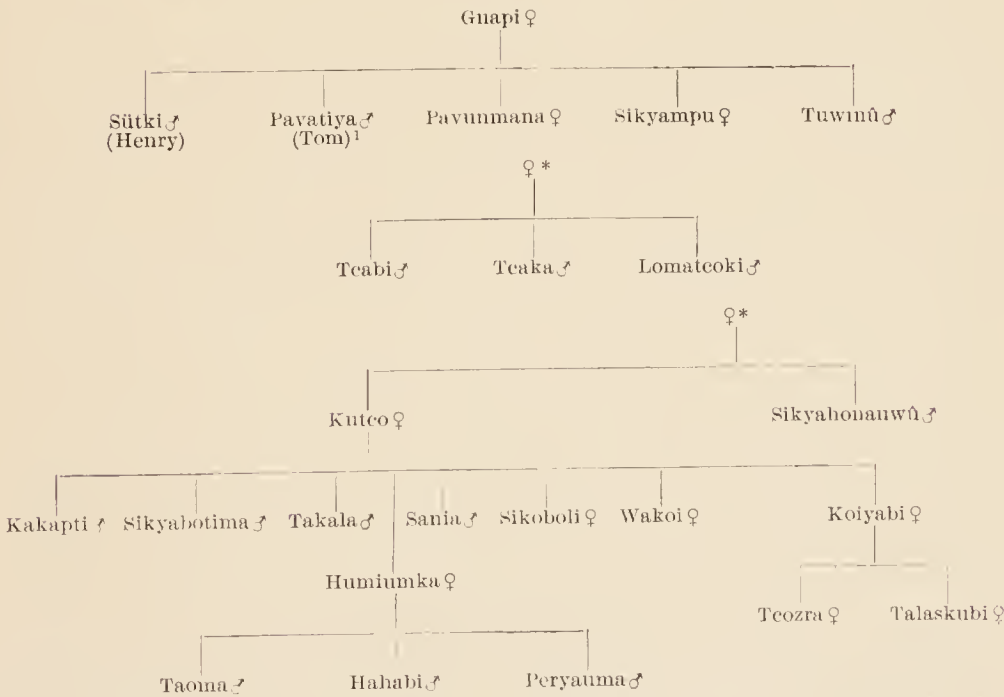 Gnapi ♀
Sütki ♂ Pavatiya ♂ Pavunmana ♀ Sikyampu ♀ Tuwinû ♂
(Henry) (Tom)¹
♀ *
Tcabi ♂ Tcaka ♂ Lomatcoki ♂
♀ *
Kutco ♀ Sikyahonauwû ♂
Kakapti ♂ Sikyabotima ♂ Takala ♂ Sania ♂ Sikoboli ♀ Wakoi ♀ Koiyabi ♀
Humiumka ♀
Tcozra ♀ Talaskubi ♀
Taoma ♂ Hahabi ♂ Peryauma ♂